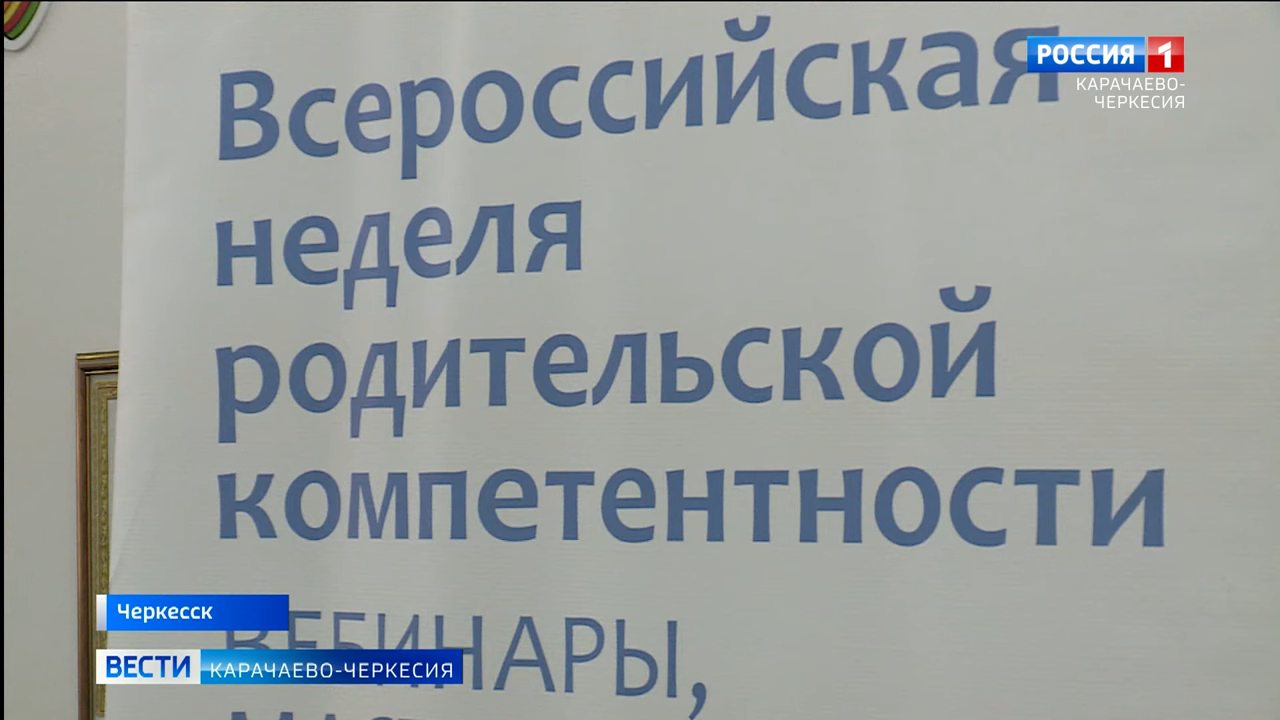 Всероссийская
неделя
родительской
компетентности
ВЕБИНАРЫ,
РОССИЯ 1
КАРАЧАЕВО-
ЧЕРКЕСИЯ
Черкесск
ВЕСТИ КАРАЧАЕВО-ЧЕРКЕСИЯ